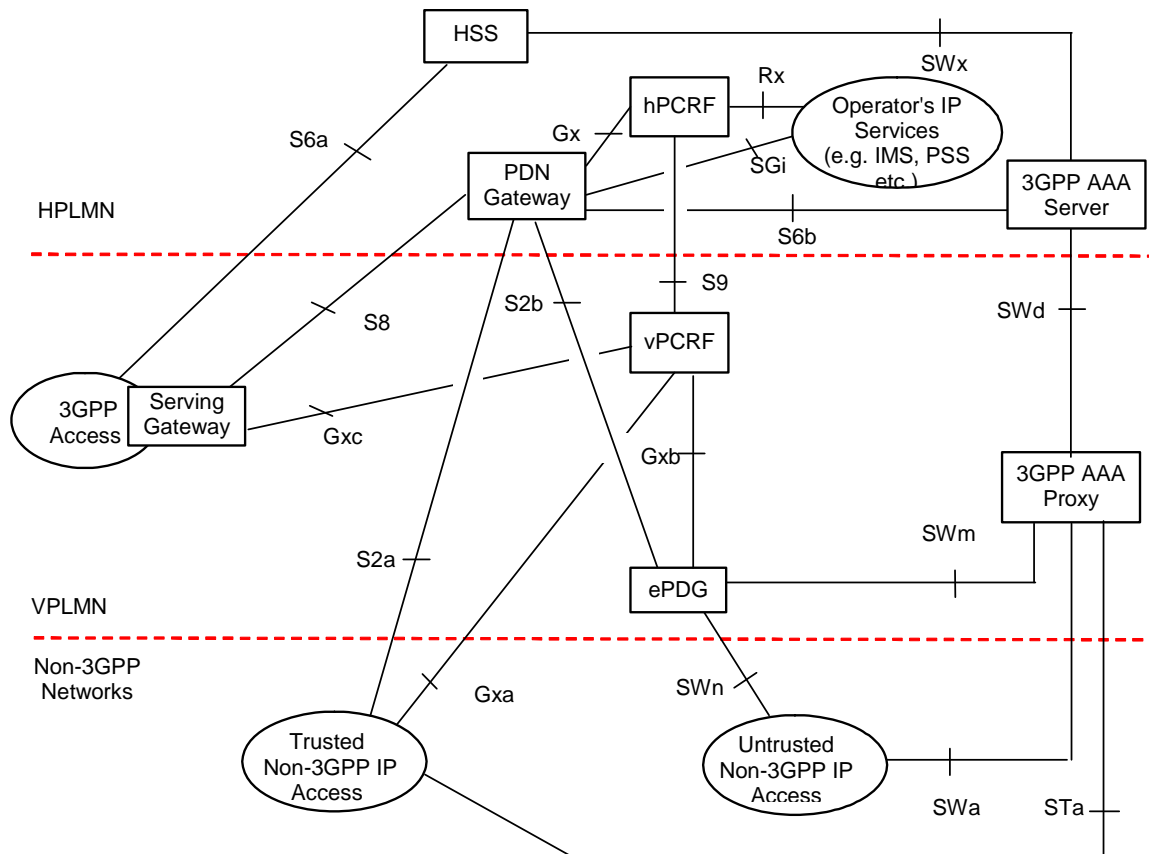 HSS
SWx
Rx
hPCRF
Operator's IP
Services
(e.g. IMS, PSS
etc.)
Gx
S6a
SGi
PDN
Gateway
3GPP AAA
Server
HPLMN
S6b
S2b
S9
SWd
S8
vPCRF
3GPP
Access
Serving
Gateway
Gxc
Gxb
3GPP AAA
Proxy
SWm
S2a
ePDG
VPLMN
Non-3GPP
Networks
Gxa
SWn
Trusted
Non-3GPP IP
Access
Untrusted
Non-3GPP IP
Access
SWa
STa